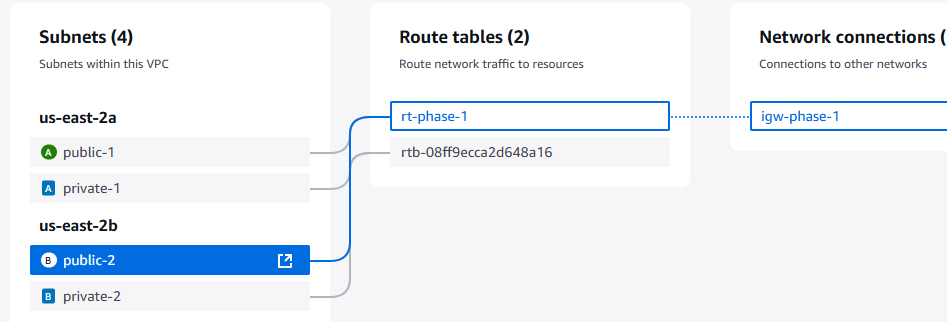 Subnets (4)
Subnets within this VPC
us-east-2a
A public-1
A private-1
us-east-2b
B public-2
B private-2
Route tables (2)
Route network traffic to resources
rt-phase-1
rtb-08ff9ecca2d648a16
Network connections (
Connections to other networks
igw-phase-1